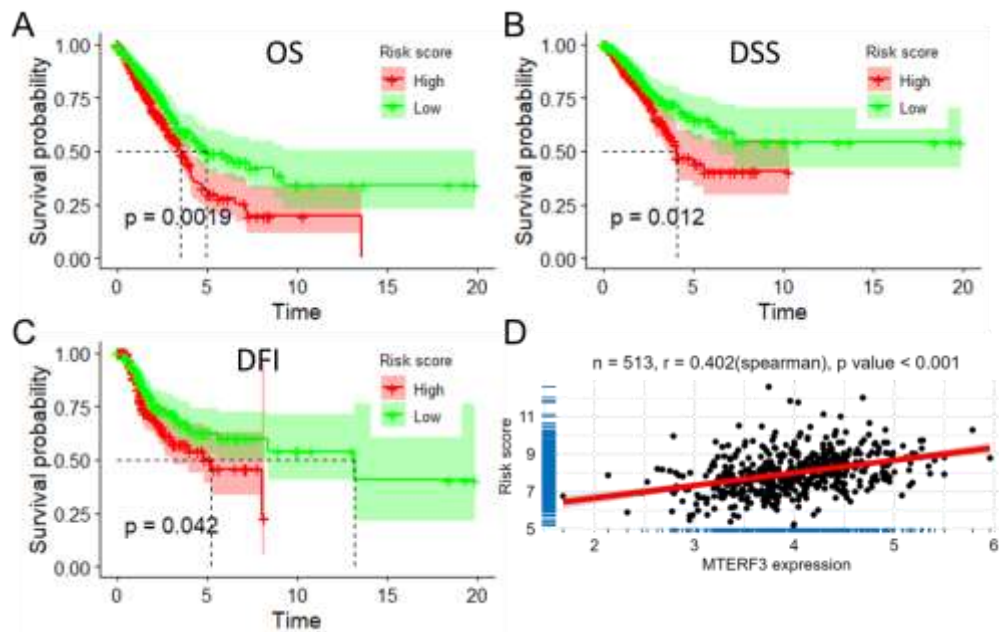 A
OS
Risk score
High
Low
Survival probability
1.00
0.75
0.50
0.25
0.00
p = 0.0019
0 5 10 15 20
Time
B
DSS
Risk score
High
Low
Survival probability
1.00
0.75
0.50
0.25
0.00
p = 0.012
0 5 10 15 20
Time
C
DFI
Risk score
High
Low
Survival probability
1.00
0.75
0.50
0.25
0.00
p = 0.042
0 5 10 15 20
Time
D
n = 513, r = 0.402(spearman), p value < 0.001
Risk score
11
9
7
5
2 3 4 5 6
MTERF3 expression